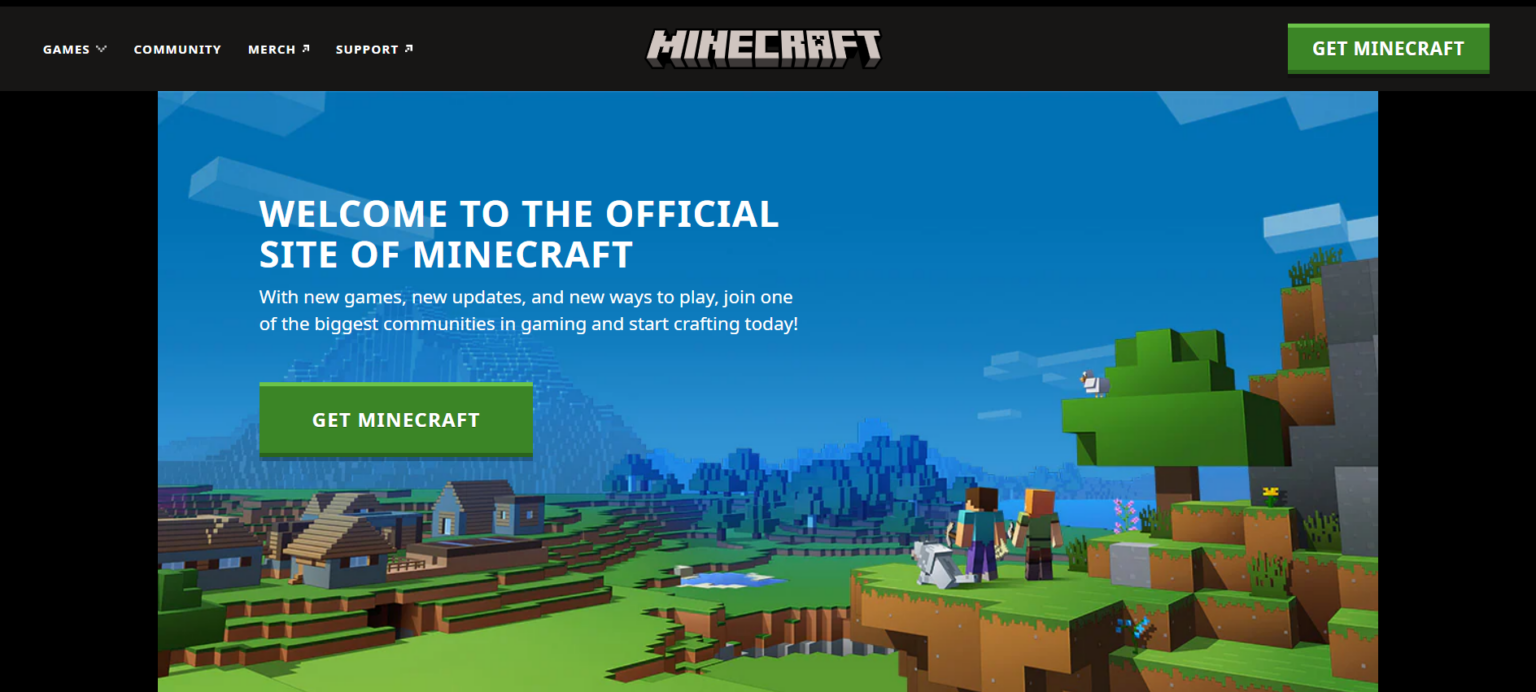 GAMES
COMMUNITY
MERCH
SUPPORT
MINECRAFT
GET MINECRAFT
WELCOME TO THE OFFICIAL
SITE OF MINECRAFT
With new games, new updates, and new ways to play, join one
of the biggest communities in gaming and start crafting today!
GET MINECRAFT